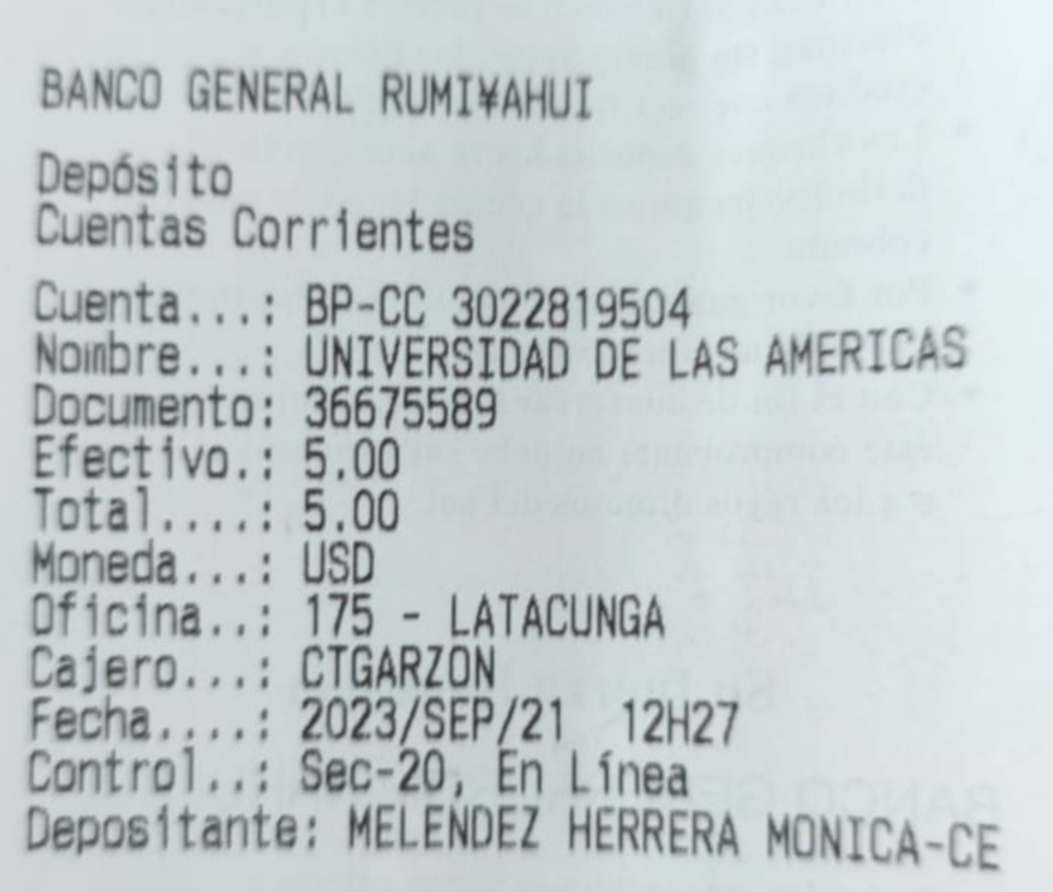 BANCO GENERAL RUMI¥AHUI
Depósito
Cuentas Corrientes
Cuenta...: BP-CC 3022819504
Nombre...: UNIVERSIDAD DE LAS AMERICAS
Documento: 36675589
Efectivo.: 5.00
Total....: 5.00
Moneda...: USD
Oficina..: 175 - LATACUNGA
Cajero...: CTGARZON
Fecha....: 2023/SEP/21 12H27
Control..: Sec-20, En Línea
Depositante: MELENDEZ HERRERA MONICA-CE